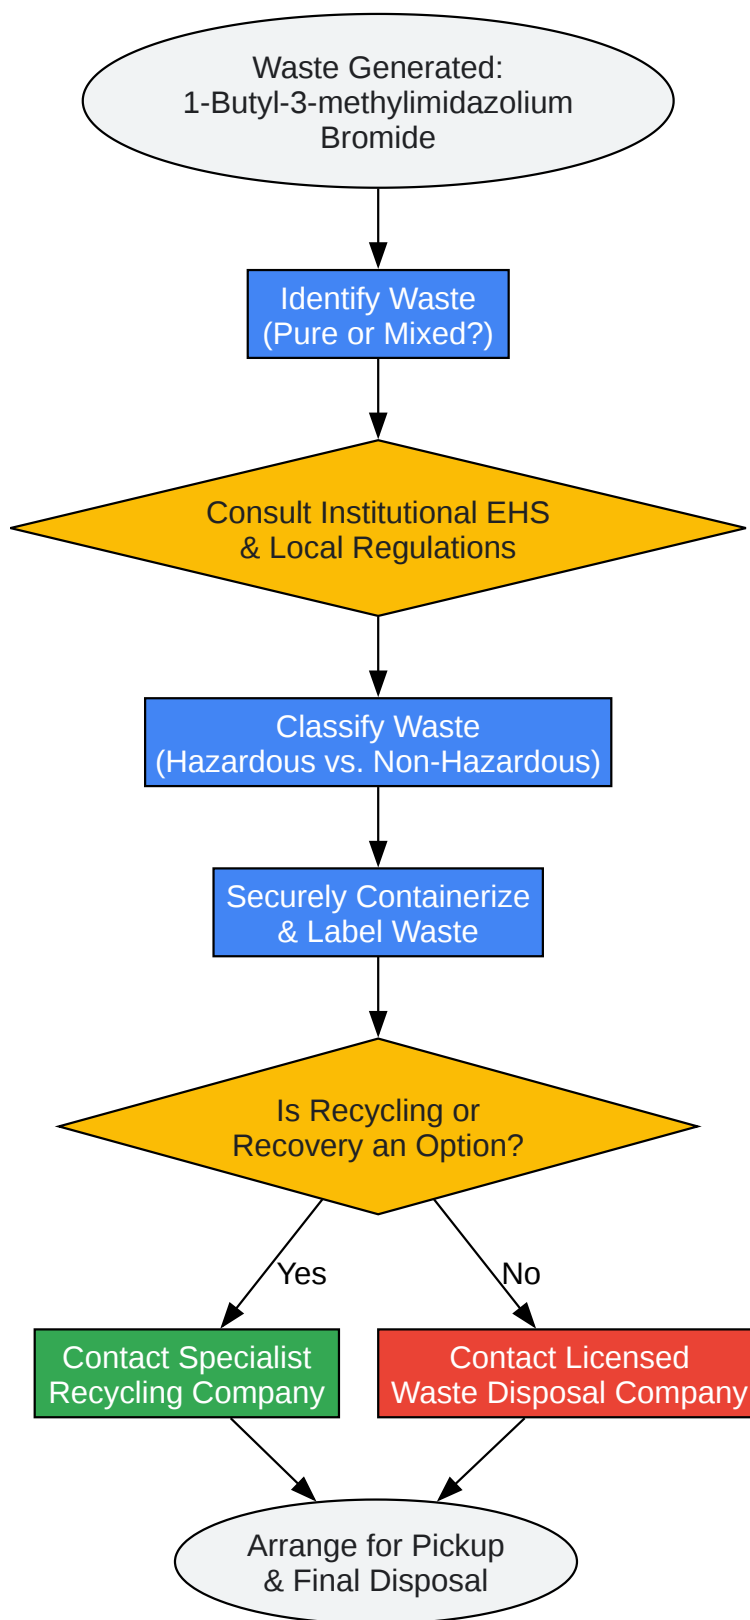 Waste Generated:
1-Butyl-3-methylimidazolium
Bromide
Identify Waste
(Pure or Mixed?)
Consult Institutional EHS
& Local Regulations
Classify Waste
(Hazardous vs. Non-Hazardous)
Securely Containerize
& Label Waste
Is Recycling or
Recovery an Option?
Yes
No
Contact Specialist
Recycling Company
Contact Licensed
Waste Disposal Company
Arrange for Pickup
& Final Disposal